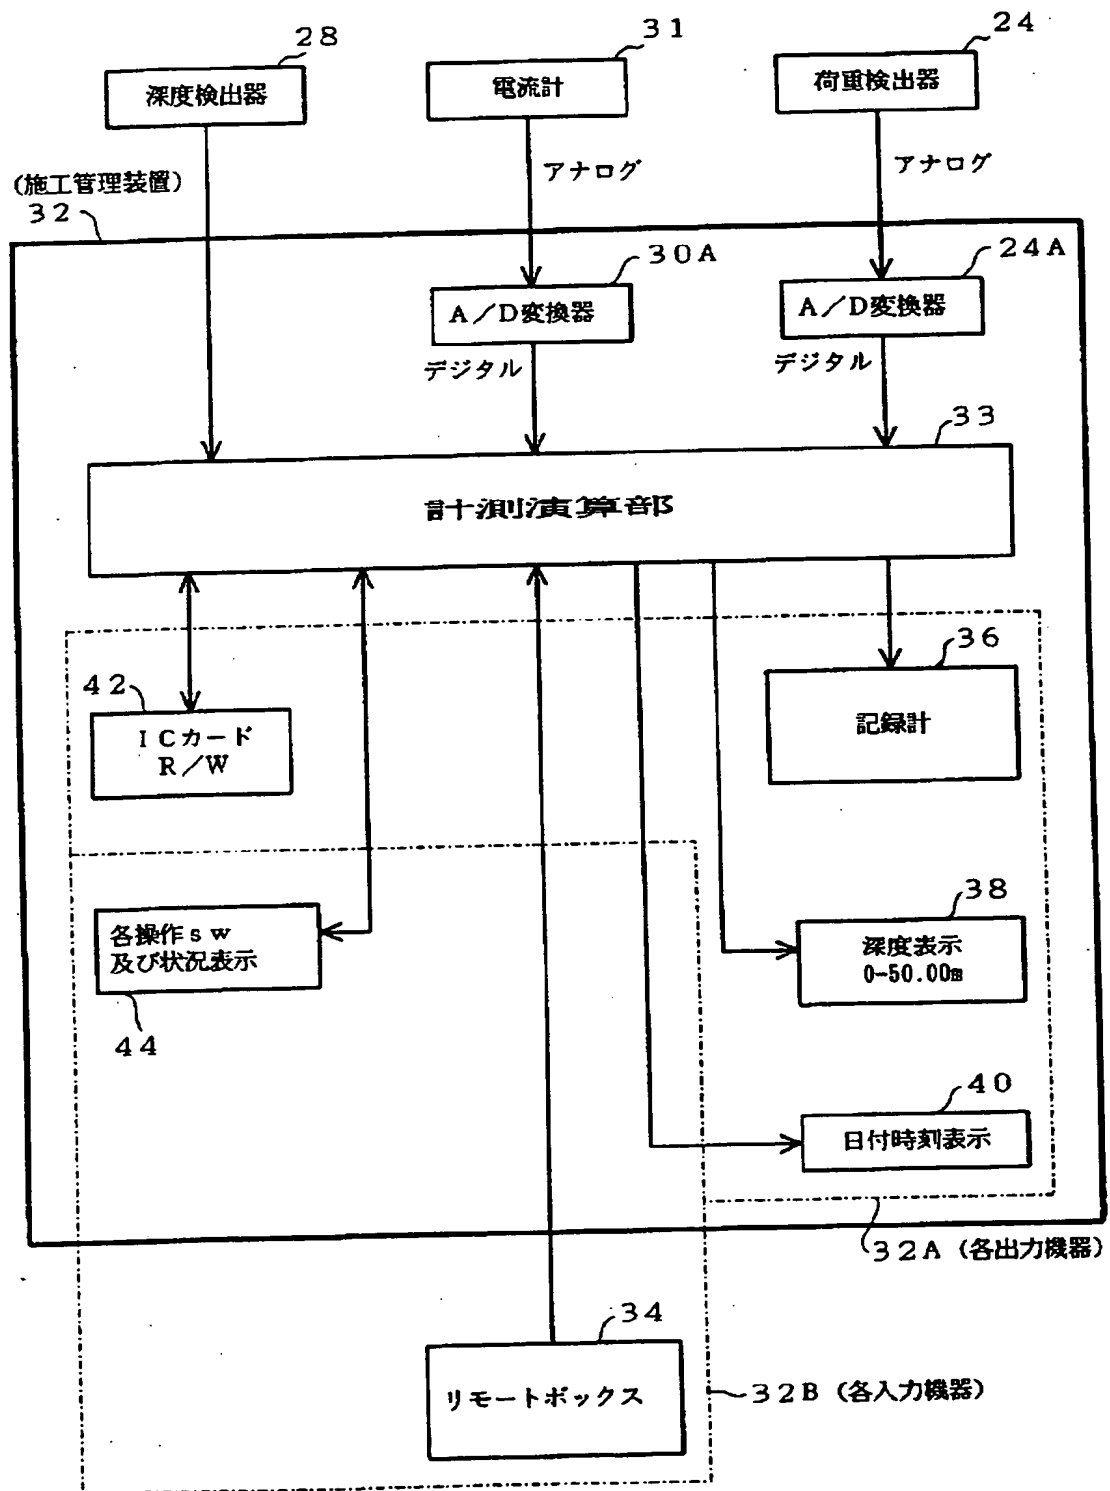 28
31
24
深度検出器
電流計
荷重検出器
アナログ
アナログ
(施工管理装置)
32
30A
24A
A/D変換器
A/D変換器
デジタル
デジタル
33
計測演算部
36
42
ICカード
R/W
記録計
38
各操作sw
及び状況表示
深度表示
0-50.00m
44
40
日付時刻表示
32A (各出力機器)
34
リモートボックス
32B (各入力機器)